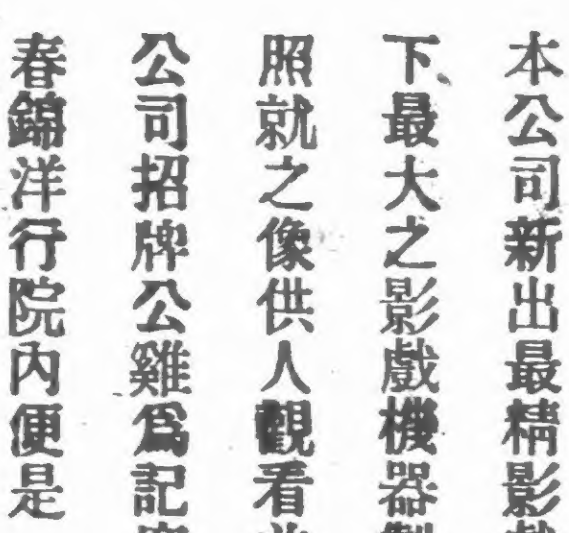 本公司新出最精影
下最大之影戲機器
照就之像供人觀看
公司招牌公雞爲記
春錦洋行院內便是